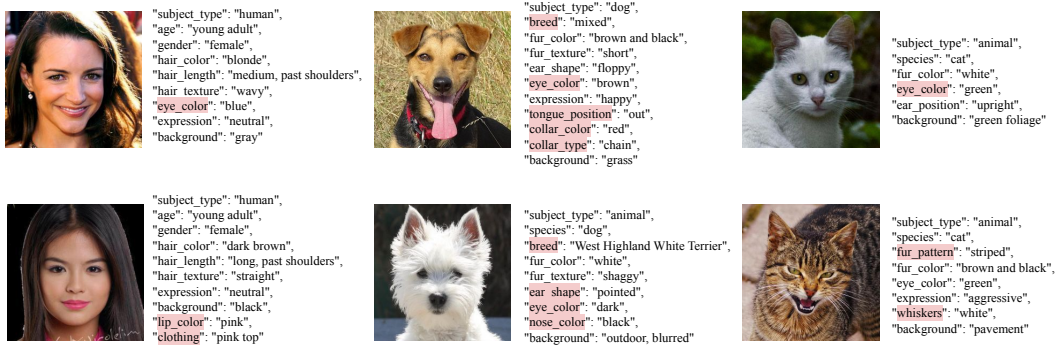 "subject_type": "human",
"age": "young adult",
"gender": "female",
"hair_color": "blonde",
"hair_length": "medium, past shoulders",
"hair_texture": "wavy",
"eye_color": "blue",
"expression": "neutral",
"background": "gray"
"subject_type": "dog",
"breed": "mixed",
"fur_color": "brown and black",
"fur_texture": "short",
"ear_shape": "floppy",
"eye_color": "brown",
"expression": "happy",
"tongue_position": "out",
"collar_color": "red",
"collar_type": "chain",
"background": "grass"
"subject_type": "animal",
"species": "cat",
"fur_color": "white",
"eye_color": "green",
"ear_position": "upright",
"background": "green foliage"
"subject_type": "human",
"age": "young adult",
"gender": "female",
"hair_color": "dark brown",
"hair_length": "long, past shoulders",
"hair_texture": "straight",
"expression": "neutral",
"background": "black",
"lip_color": "pink",
"clothing": "pink top"
"subject_type": "animal",
"species": "dog",
"breed": "West Highland White Terrier",
"fur_color": "white",
"fur_texture": "shaggy",
"ear_shape": "pointed",
"eye_color": "dark",
"nose_color": "black",
"background": "outdoor, blurred"
"subject_type": "animal",
"species": "cat",
"fur_pattern": "striped",
"fur_color": "brown and black",
"eye_color": "green",
"expression": "aggressive",
"whiskers": "white",
"background": "pavement"